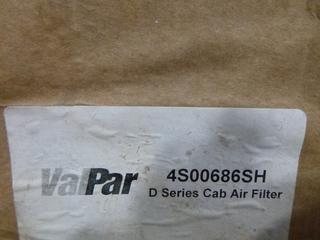 ValPar
4S00686SH
D Series Cab Air Filter